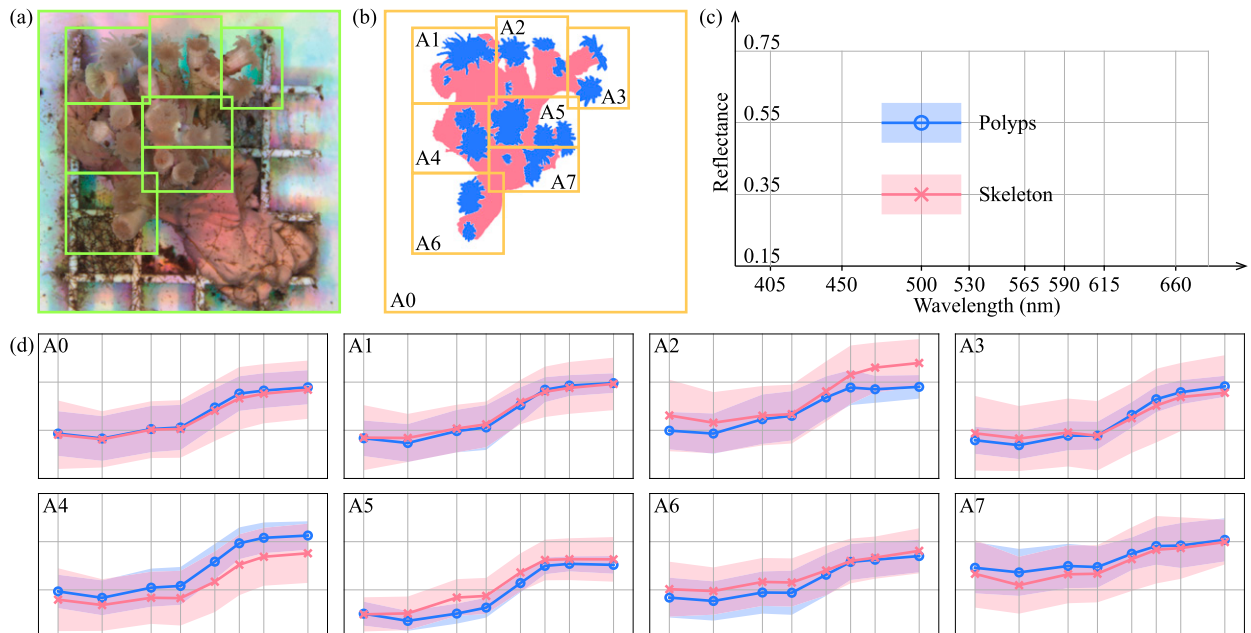 (a)
(b)
A1
A2
A3
A4
A5
A6
A7
A0
(c)
Reflectance
0.75
0.55
0.35
0.15
Polyps
Skeleton
405 450 500 530 565 590 615 660
Wavelength (nm)
(d)
A0 A1 A2 A3
A4 A5 A6 A7